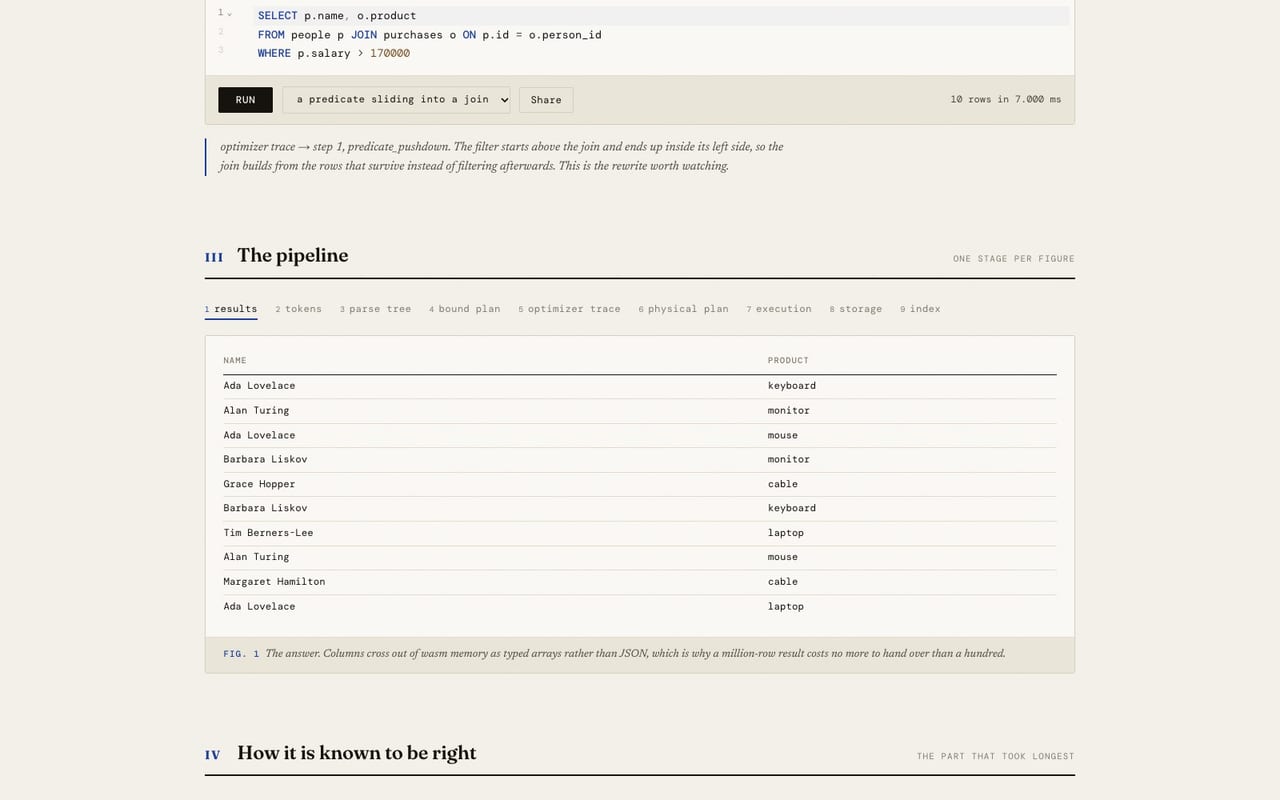 1 SELECT p.name, o.product
2 FROM people p JOIN purchases o ON p.id = o.person_id
3 WHERE p.salary > 170000
RUN a predicate sliding into a join Share 10 rows in 7.000 ms
optimizer trace → step 1, predicate_pushdown. The filter starts above the join and ends up inside its left side, so the
join builds from the rows that survive instead of filtering afterwards. This is the rewrite worth watching.
III The pipeline ONE STAGE PER FIGURE
1 results 2 tokens 3 parse tree 4 bound plan 5 optimizer trace 6 physical plan 7 execution 8 storage 9 index
NAME PRODUCT
Ada Lovelace keyboard
Alan Turing monitor
Ada Lovelace mouse
Barbara Liskov monitor
Grace Hopper cable
Barbara Liskov keyboard
Tim Berners-Lee laptop
Alan Turing mouse
Margaret Hamilton cable
Ada Lovelace laptop
FIG. 1 The answer. Columns cross out of wasm memory as typed arrays rather than JSON, which is why a million-row result costs no more to hand over than a hundred.
IV How it is known to be right THE PART THAT TOOK LONGEST